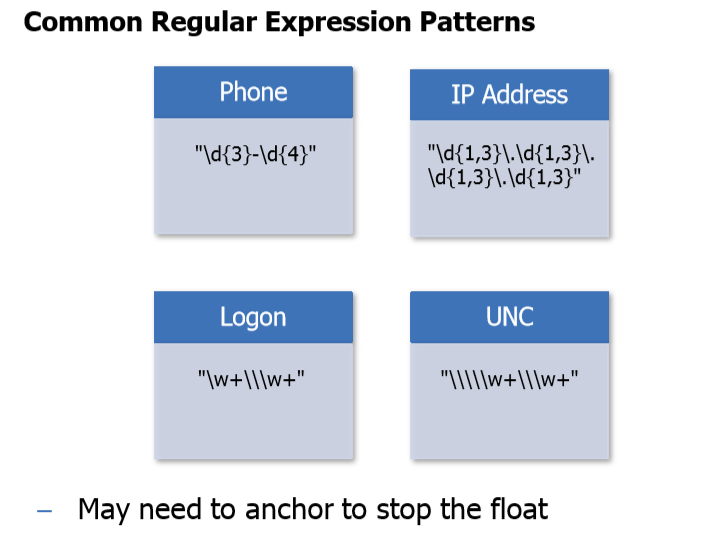 Common Regular Expression Patterns
Phone
"\d{3}-\d{4}"
IP Address
"\d{1,3}\.\d{1,3}\.
\d{1,3}\.\d{1,3}"
Logon
"\w+\\\w+"
UNC
"\\\\\w+\\\w+"
– May need to anchor to stop the float